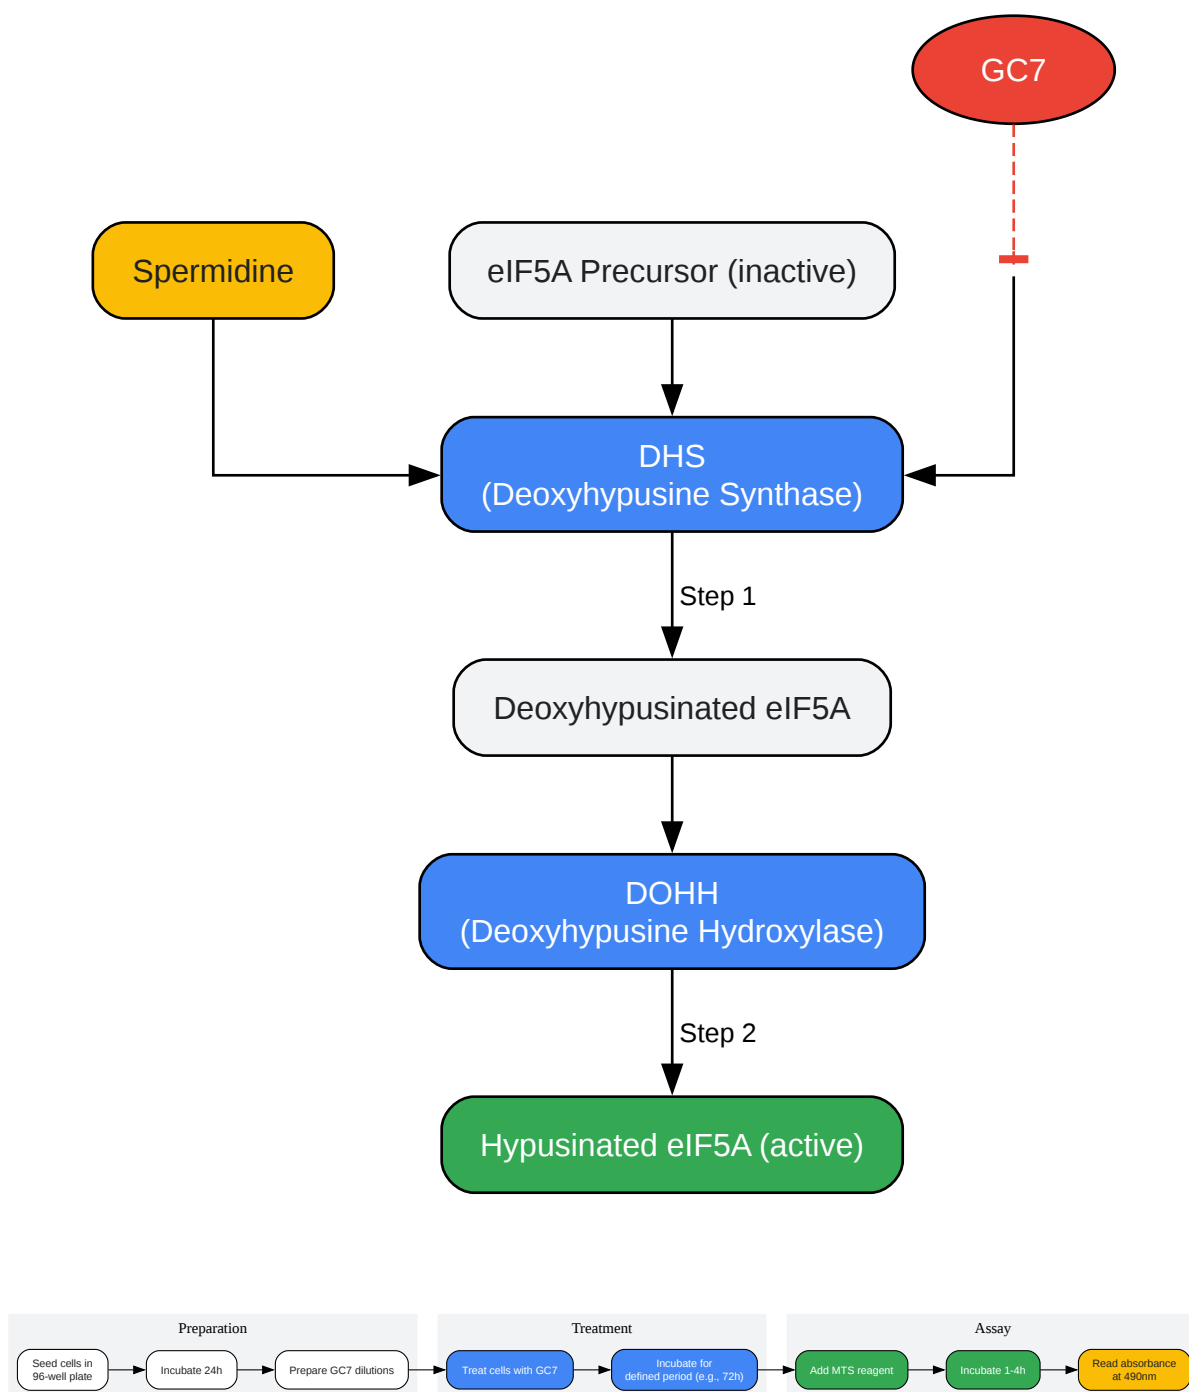 GC7
Spermidine
eIF5A Precursor (inactive)
DHS
(Deoxyhypusine Synthase)
Step 1
Deoxyhypusinated eIF5A
DOHH
(Deoxyhypusine Hydroxylase)
Step 2
Hypusinated eIF5A (active)
Preparation
Seed cells in
96-well plate
Incubate 24h
Prepare GC7 dilutions
Treatment
Treat cells with GC7
Incubate for
defined period (e.g., 72h)
Assay
Add MTS reagent
Incubate 1-4h
Read absorbance
at 490nm